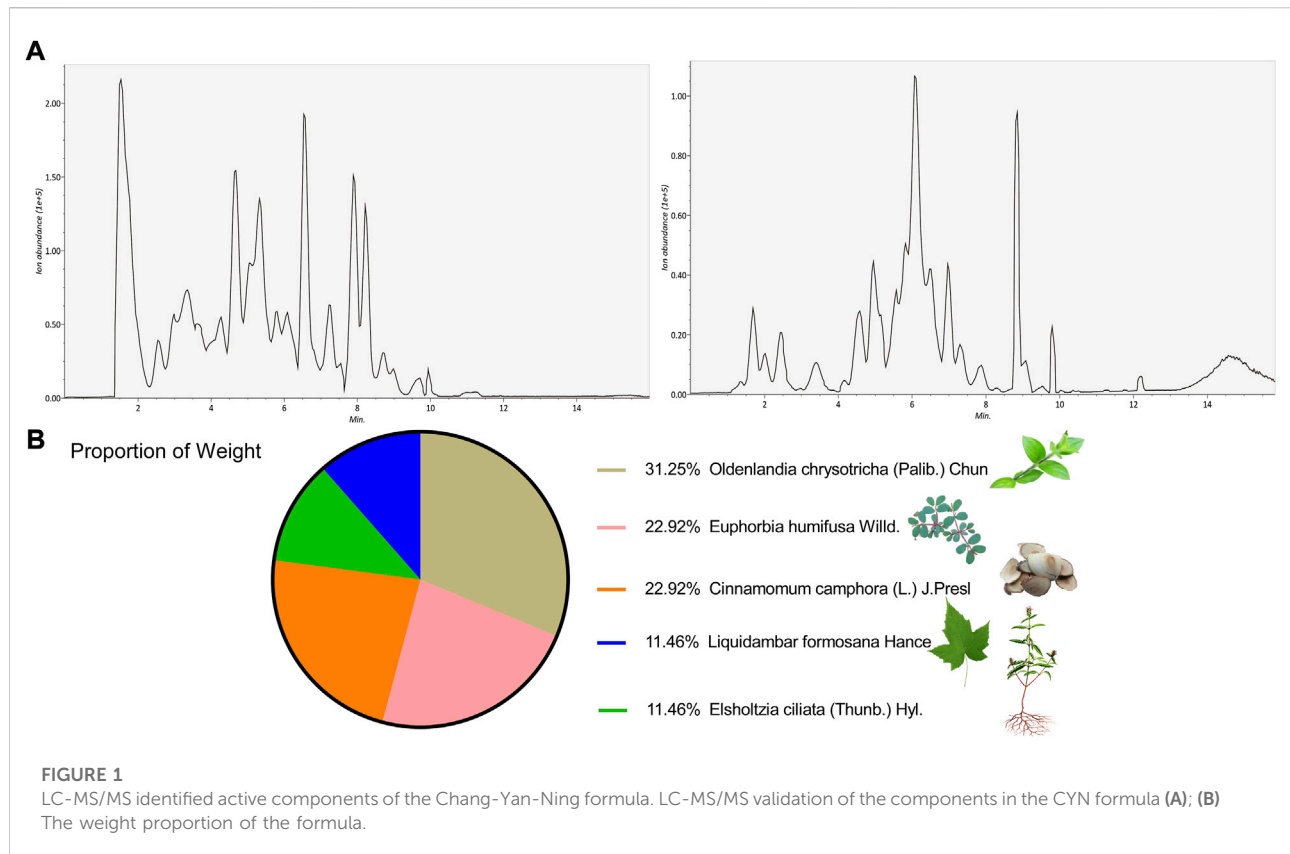 A
2.00
1.50
1.00
0.50
0.00
Ion abundance (1e+5)
2 4 6 8 10 12 14
Min.
1.00
0.80
0.60
0.40
0.20
0.00
Ion abundance (1e+5)
2 4 6 8 10 12 14
Min.
B
Proportion of Weight
31.25% Oldenlandia chrysotricha (Palib.) Chun
22.92% Euphorbia humifusa Willd.
22.92% Cinnamomum camphora (L.) J.Presl
11.46% Liquidambar formosana Hance
11.46% Elsholtzia ciliata (Thunb.) Hyl.
FIGURE 1
LC-MS/MS identified active components of the Chang-Yan-Ning formula. LC-MS/MS validation of the components in the CYN formula (A); (B)
The weight proportion of the formula.